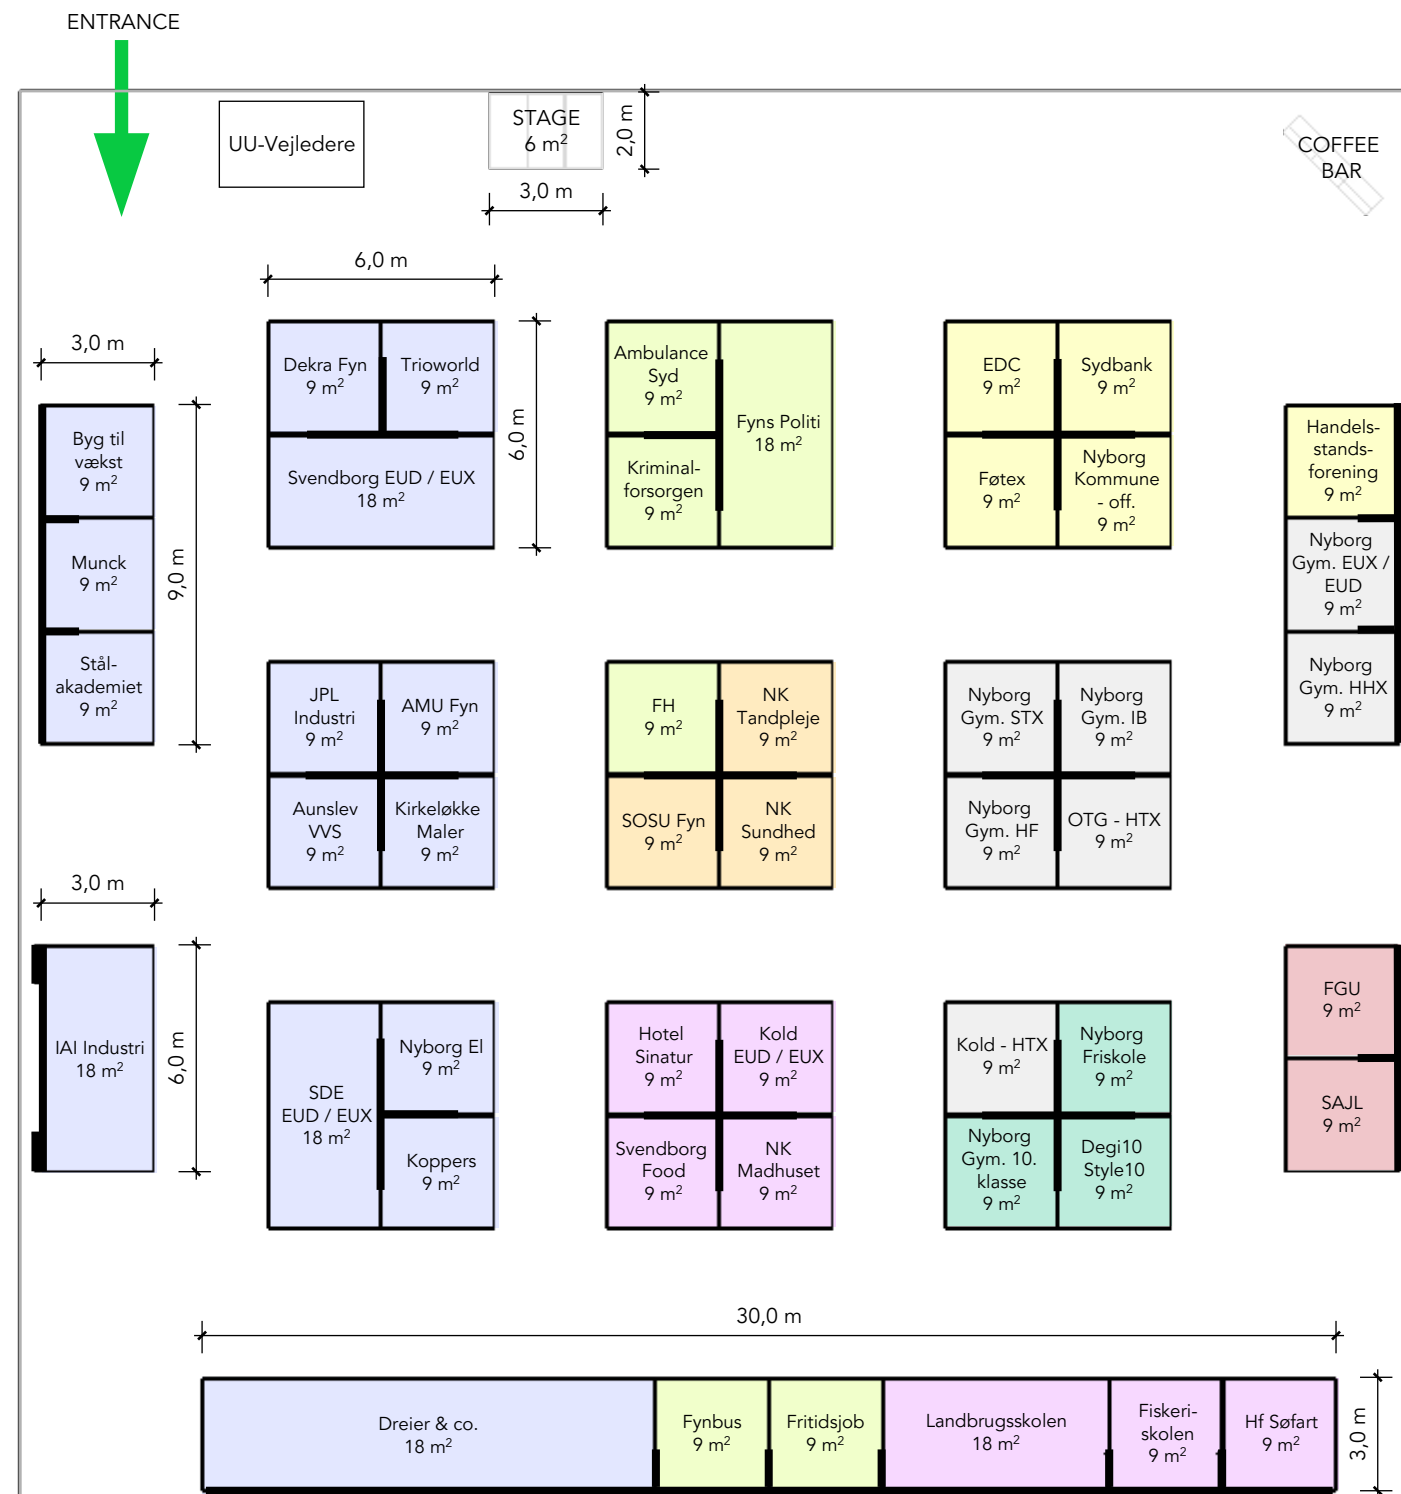 ENTRANCE
UU-Vejledere
STAGE
6 m²
2,0 m
3,0 m
COFFEE
BAR
6,0 m
3,0 m
Dekra Fyn
9 m²
Trioworld
9 m²
Svendborg EUD / EUX
18 m²
6,0 m
Ambulance
Syd
9 m²
Fyns Politi
18 m²
Kriminal-
forsorgen
9 m²
EDC
9 m²
Sydbank
9 m²
Føtex
9 m²
Nyborg
Kommune
- off.
9 m²
Byg til
vækst
9 m²
Munck
9 m²
Stål-
akademiet
9 m²
9,0 m
Handels-
stands-
forening
9 m²
Nyborg
Gym. EUX /
EUD
9 m²
Nyborg
Gym. HHX
9 m²
JPL
Industri
9 m²
AMU Fyn
9 m²
Aunslev
VVS
9 m²
Kirkeløkke
Maler
9 m²
FH
9 m²
NK
Tandpleje
9 m²
SOSU Fyn
9 m²
NK
Sundhed
9 m²
Nyborg
Gym. STX
9 m²
Nyborg
Gym. IB
9 m²
Nyborg
Gym. HF
9 m²
OTG - HTX
9 m²
3,0 m
IAI Industri
18 m²
6,0 m
SDE
EUD / EUX
18 m²
Nyborg El
9 m²
Koppers
9 m²
Hotel
Sinatur
9 m²
Kold
EUD / EUX
9 m²
Svendborg
Food
9 m²
NK
Madhuset
9 m²
Kold - HTX
9 m²
Nyborg
Friskole
9 m²
Nyborg
Gym. 10.
klasse
9 m²
Degi10
Style10
9 m²
FGU
9 m²
SAJL
9 m²
30,0 m
Dreier & co.
18 m²
Fynbus
9 m²
Fritidsjob
9 m²
Landbrugsskolen
18 m²
Fiskeri-
skolen
9 m²
Hf Søfart
9 m²
3,0 m